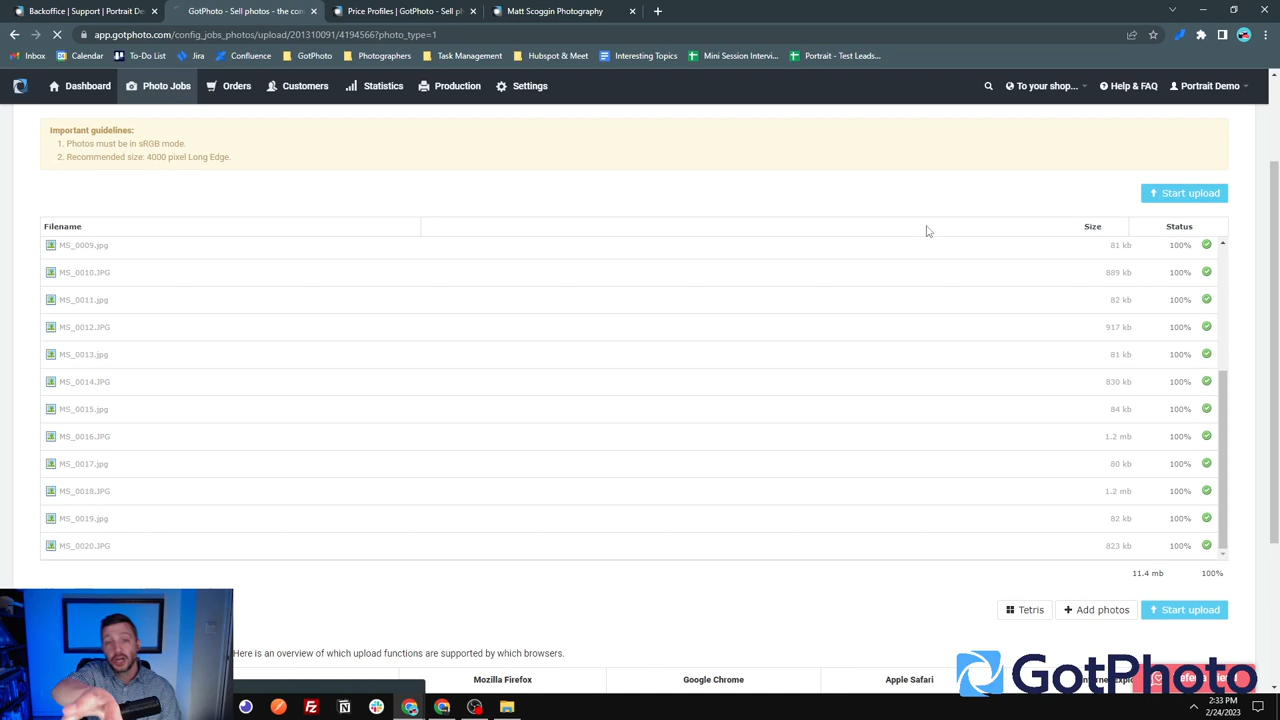 Backoffice | Support | Portrait De
GotPhoto - Sell photos - the con
Price Profiles | GotPhoto - Sell ph
Matt Scoggin Photography
app.gotphoto.com/config_jobs_photos/upload/201310091/4194566?photo_type=1
Inbox
Calendar
To-Do List
Jira
Confluence
GotPhoto
Photographers
Task Management
Hubspot & Meet
Interesting Topics
Mini Session Intervi...
Portrait - Test Leads...
Dashboard
Photo Jobs
Orders
Customers
Statistics
Production
Settings
To your shop...
Help & FAQ
Portrait Demo
Important guidelines:
1. Photos must be in sRGB mode.
2. Recommended size: 4000 pixel Long Edge.
Start upload
Filename Size Status
MS_0009.jpg 81 kb 100%
MS_0010.JPG 889 kb 100%
MS_0011.jpg 82 kb 100%
MS_0012.JPG 917 kb 100%
MS_0013.jpg 81 kb 100%
MS_0014.JPG 830 kb 100%
MS_0015.jpg 84 kb 100%
MS_0016.JPG 1.2 mb 100%
MS_0017.jpg 80 kb 100%
MS_0018.JPG 1.2 mb 100%
MS_0019.jpg 82 kb 100%
MS_0020.JPG 823 kb 100%
11.4 mb 100%
Tetris
Add photos
Start upload
Here is an overview of which upload functions are supported by which browsers.
Mozilla Firefox
Google Chrome
Apple Safari
GotPhoto
2:33 PM
2/24/2023